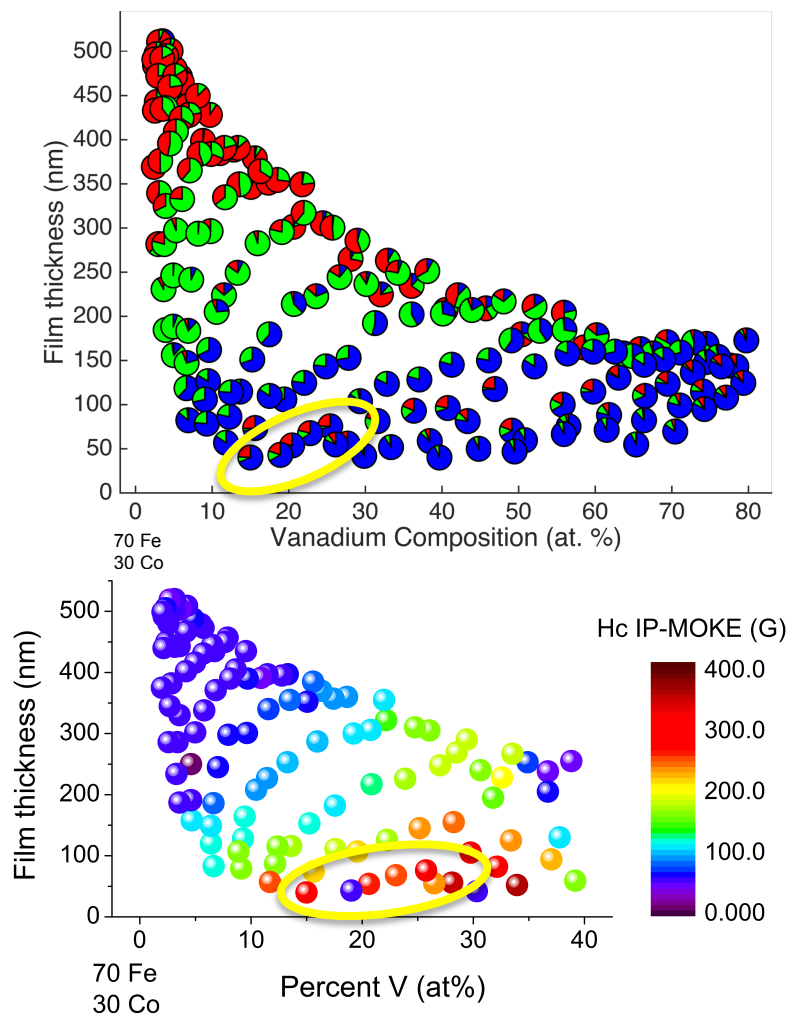 Film thickness (nm)
500
450
400
350
300
250
200
150
100
50
0
0 10 20 30 40 50 60 70 80
Vanadium Composition (at. %)
70 Fe
30 Co
Film thickness (nm)
500
400
300
200
100
0
0 10 20 30 40
Percent V (at%)
70 Fe
30 Co
Hc IP-MOKE (G)
400.0
300.0
200.0
100.0
0.000